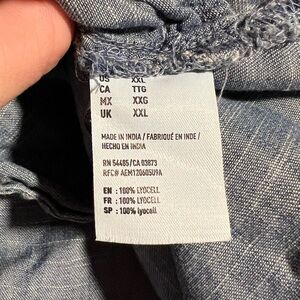 US XXL
CA TTG
MX XXG
UK XXL
MADE IN INDIA / FABRIQUÉ EN INDE /
HECHO EN INDIA
RN 54485/CA 03873
RFC# AEM120605U9A
EN : 100% LYOCELL
FR : 100% LYOCELL
SP : 100% lyocell